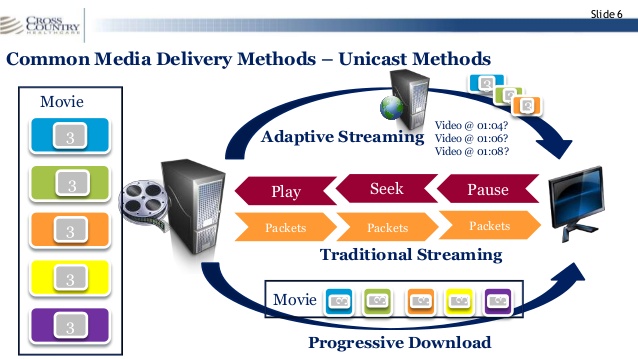 CROSS COUNTRY
HEALTHCARE
Slide 6
Common Media Delivery Methods – Unicast Methods
Movie
3
3
3
3
3
Adaptive Streaming
Video @ 01:04?
Video @ 01:06?
Video @ 01:08?
Play
Seek
Pause
Packets
Packets
Packets
Traditional Streaming
Movie
Progressive Download